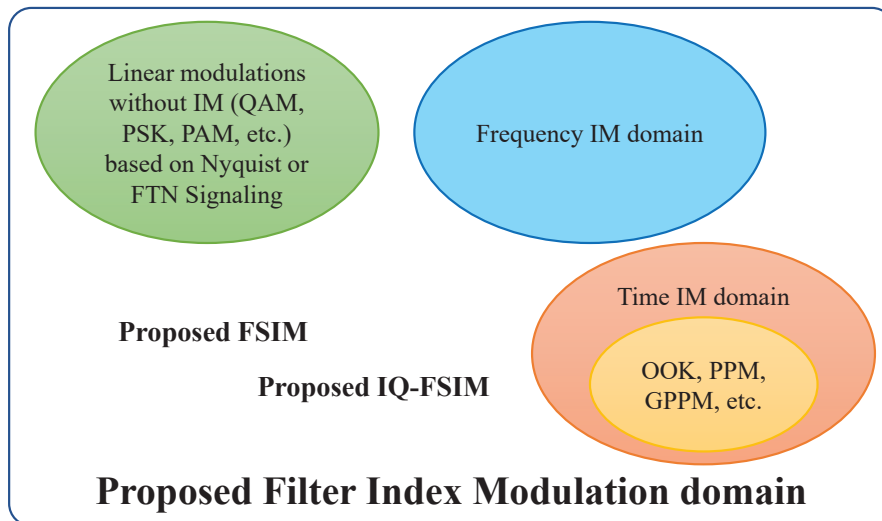 Linear modulations
without IM (QAM,
PSK, PAM, etc.)
based on Nyquist or
FTN Signaling
Frequency IM domain
Time IM domain
OOK, PPM,
GPPM, etc.
Proposed FSIM
Proposed IQ-FSIM
Proposed Filter Index Modulation domain